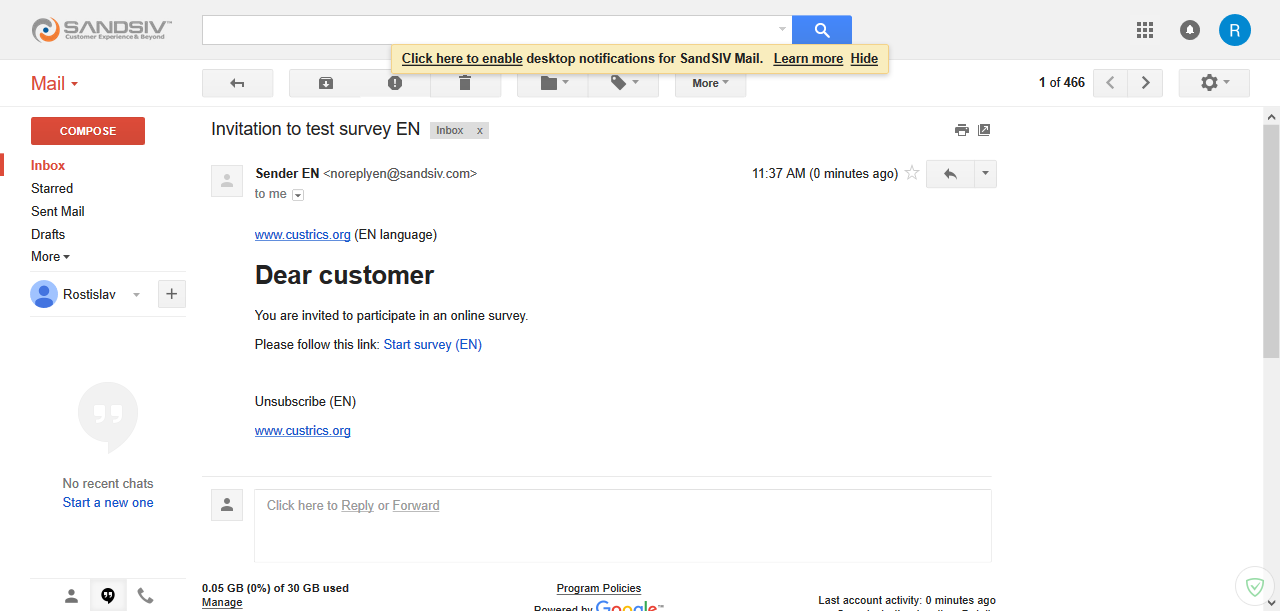 SANDSIV™
Customer Experience & Beyond
R
Click here to enable desktop notifications for SandSIV Mail. Learn more Hide
Mail
More
1 of 466
COMPOSE
Invitation to test survey EN
Inbox x
Inbox
Starred
Sent Mail
Drafts
More
Sender EN <noreplyen@sandsiv.com>
11:37 AM (0 minutes ago)
to me
www.custrics.org (EN language)
Dear customer
Rostislav
You are invited to participate in an online survey.
Please follow this link: Start survey (EN)
Unsubscribe (EN)
www.custrics.org
No recent chats
Start a new one
Click here to Reply or Forward
0.05 GB (0%) of 30 GB used
Manage
Program Policies
Powered by Google™
Last account activity: 0 minutes ago